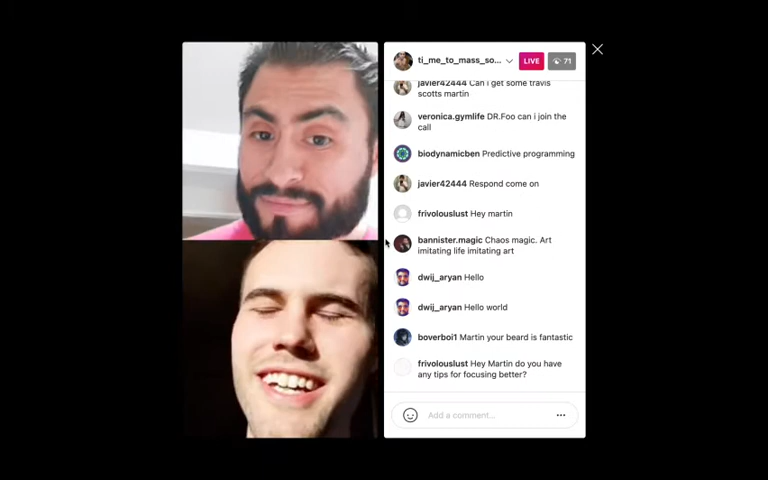 ti_me_to_mass_so...
LIVE
71
javier42444 Can i get some travis
scotts martin
veronica.gymlife DR.Foo can i join the
call
biodynamicben Predictive programming
javier42444 Respond come on
frivolouslust Hey martin
bannister.magic Chaos magic. Art
imitating life imitating art
dwij_aryan Hello
dwij_aryan Hello world
boverboi1 Martin your beard is fantastic
frivolouslust Hey Martin do you have
any tips for focusing better?
Add a comment...